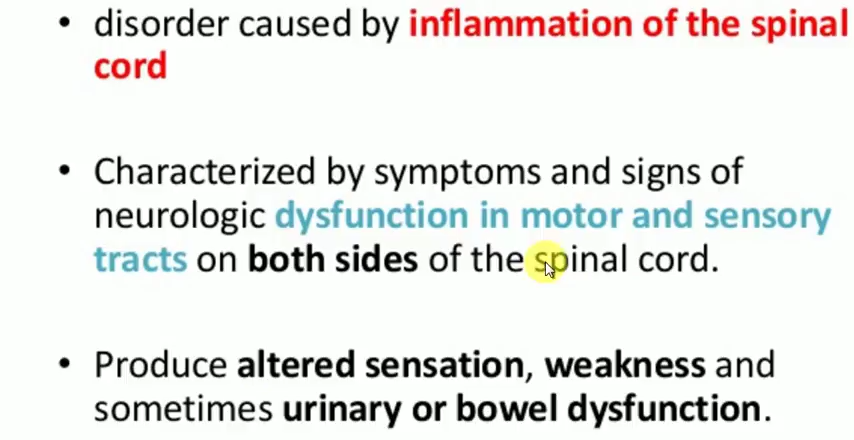 • disorder caused by inflammation of the spinal
cord
• Characterized by symptoms and signs of
neurologic dysfunction in motor and sensory
tracts on both sides of the spinal cord.
• Produce altered sensation, weakness and
sometimes urinary or bowel dysfunction.